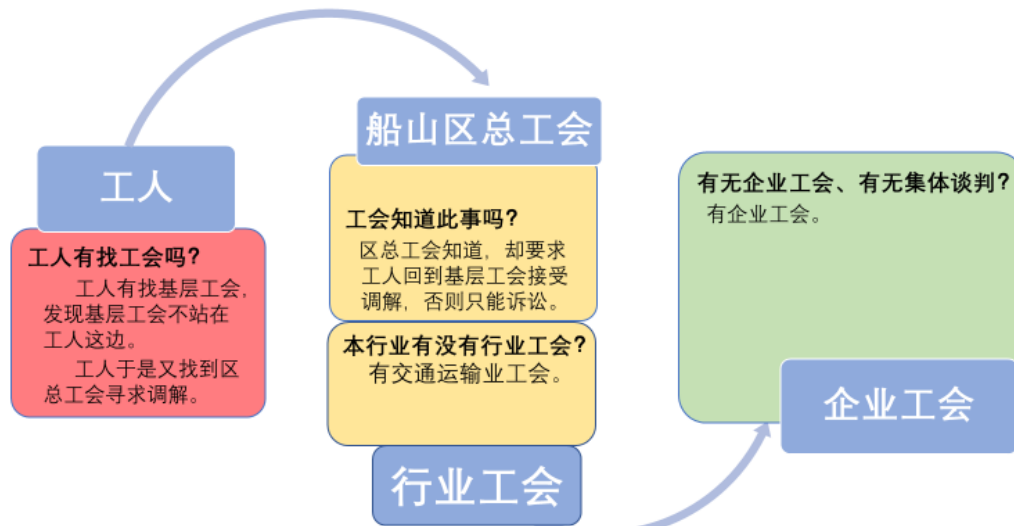 工人
工人有找工会吗？
工人有找基层工会，
发现基层工会不站在
工人这边。
工人于是又找到区
总工会寻求调解。
船山区总工会
工会知道此事吗？
区总工会知道，却要求
工人回到基层工会接受
调解，否则只能诉讼。
本行业有没有行业工会？
有交通运输业工会。
行业工会
有无企业工会、有无集体谈判？
有企业工会。
企业工会